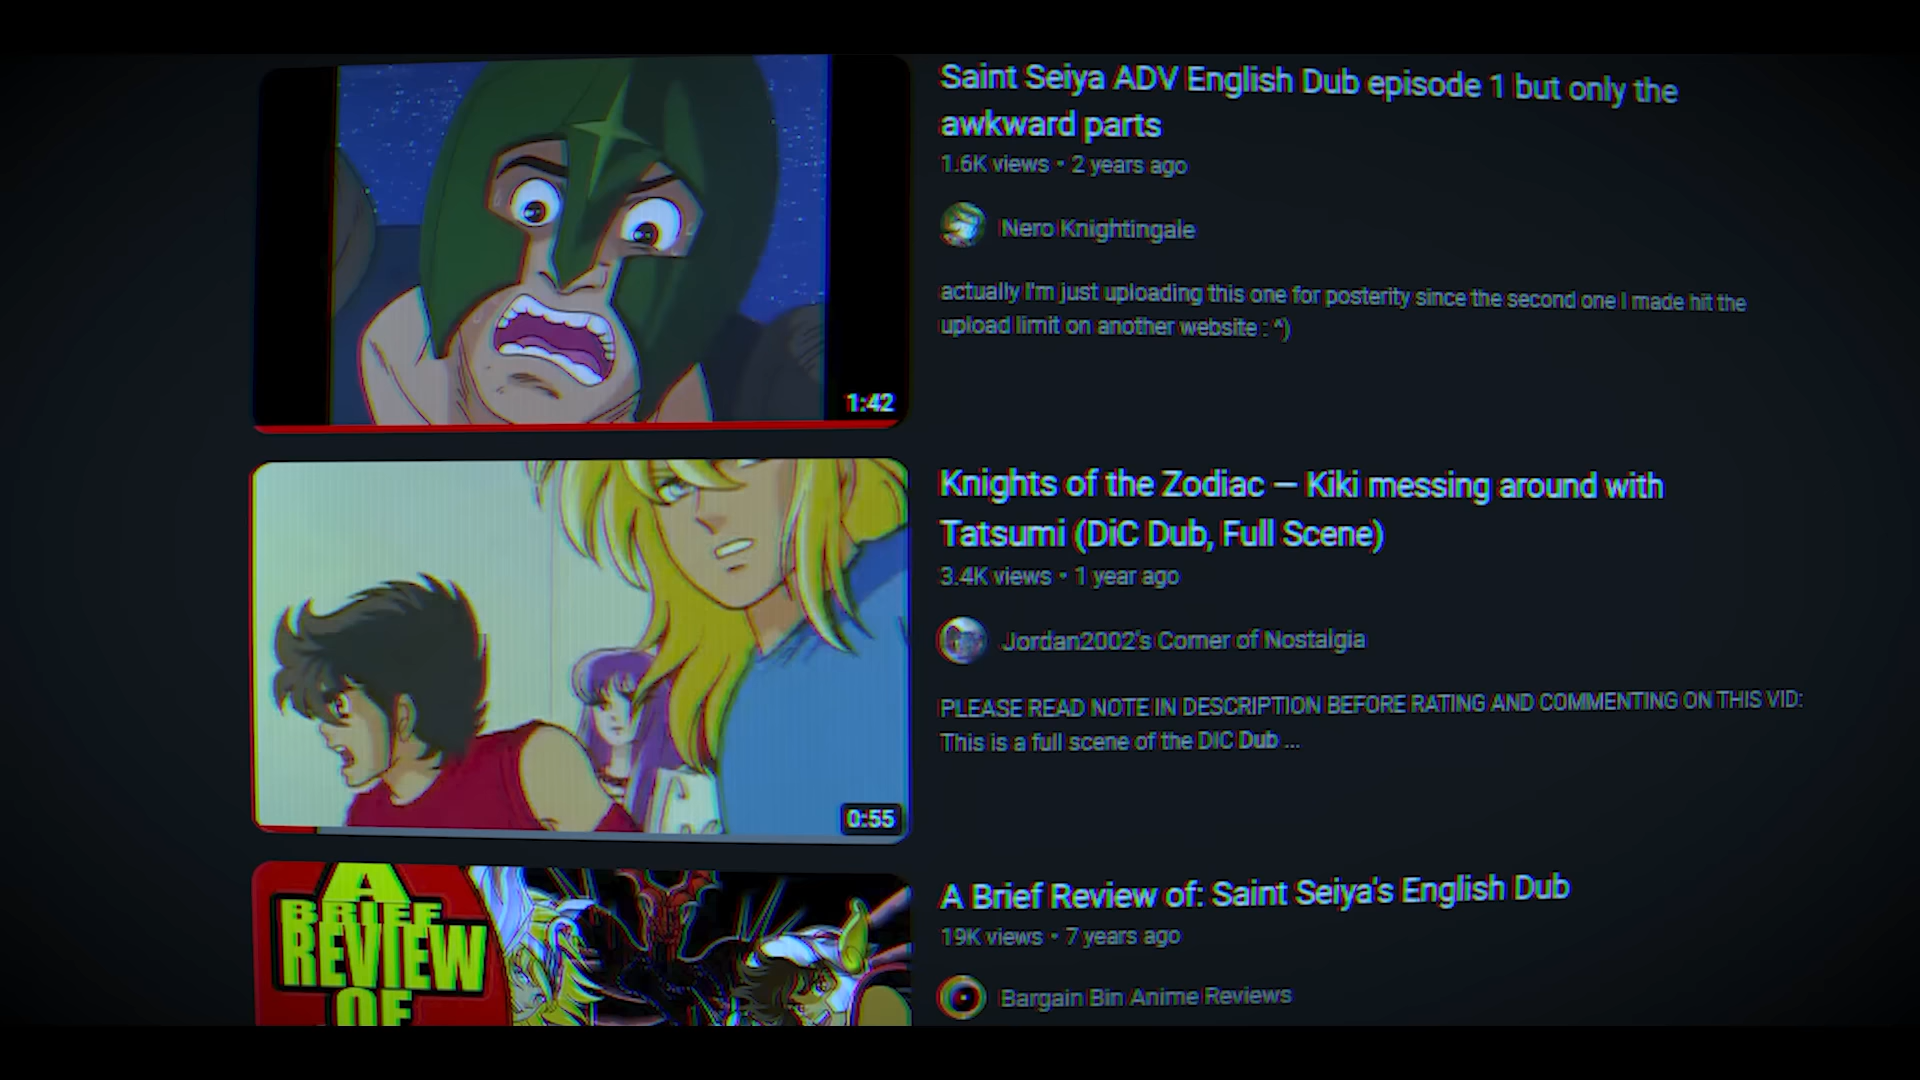 Saint Seiya ADV English Dub episode 1 but only the
awkward parts
1.6K views • 2 years ago
Nero Knightingale
actually I'm just uploading this one for posterity since the second one I made hit the
upload limit on another website : ^)
1:42
Knights of the Zodiac — Kiki messing around with
Tatsumi (DiC Dub, Full Scene)
3.4K views • 1 year ago
Jordan2002's Corner of Nostalgia
PLEASE READ NOTE IN DESCRIPTION BEFORE RATING AND COMMENTING ON THIS VID:
This is a full scene of the DIC Dub ...
0:55
A
BRIEF
REVIEW
OF
A Brief Review of: Saint Seiya's English Dub
19K views • 7 years ago
Bargain Bin Anime Reviews